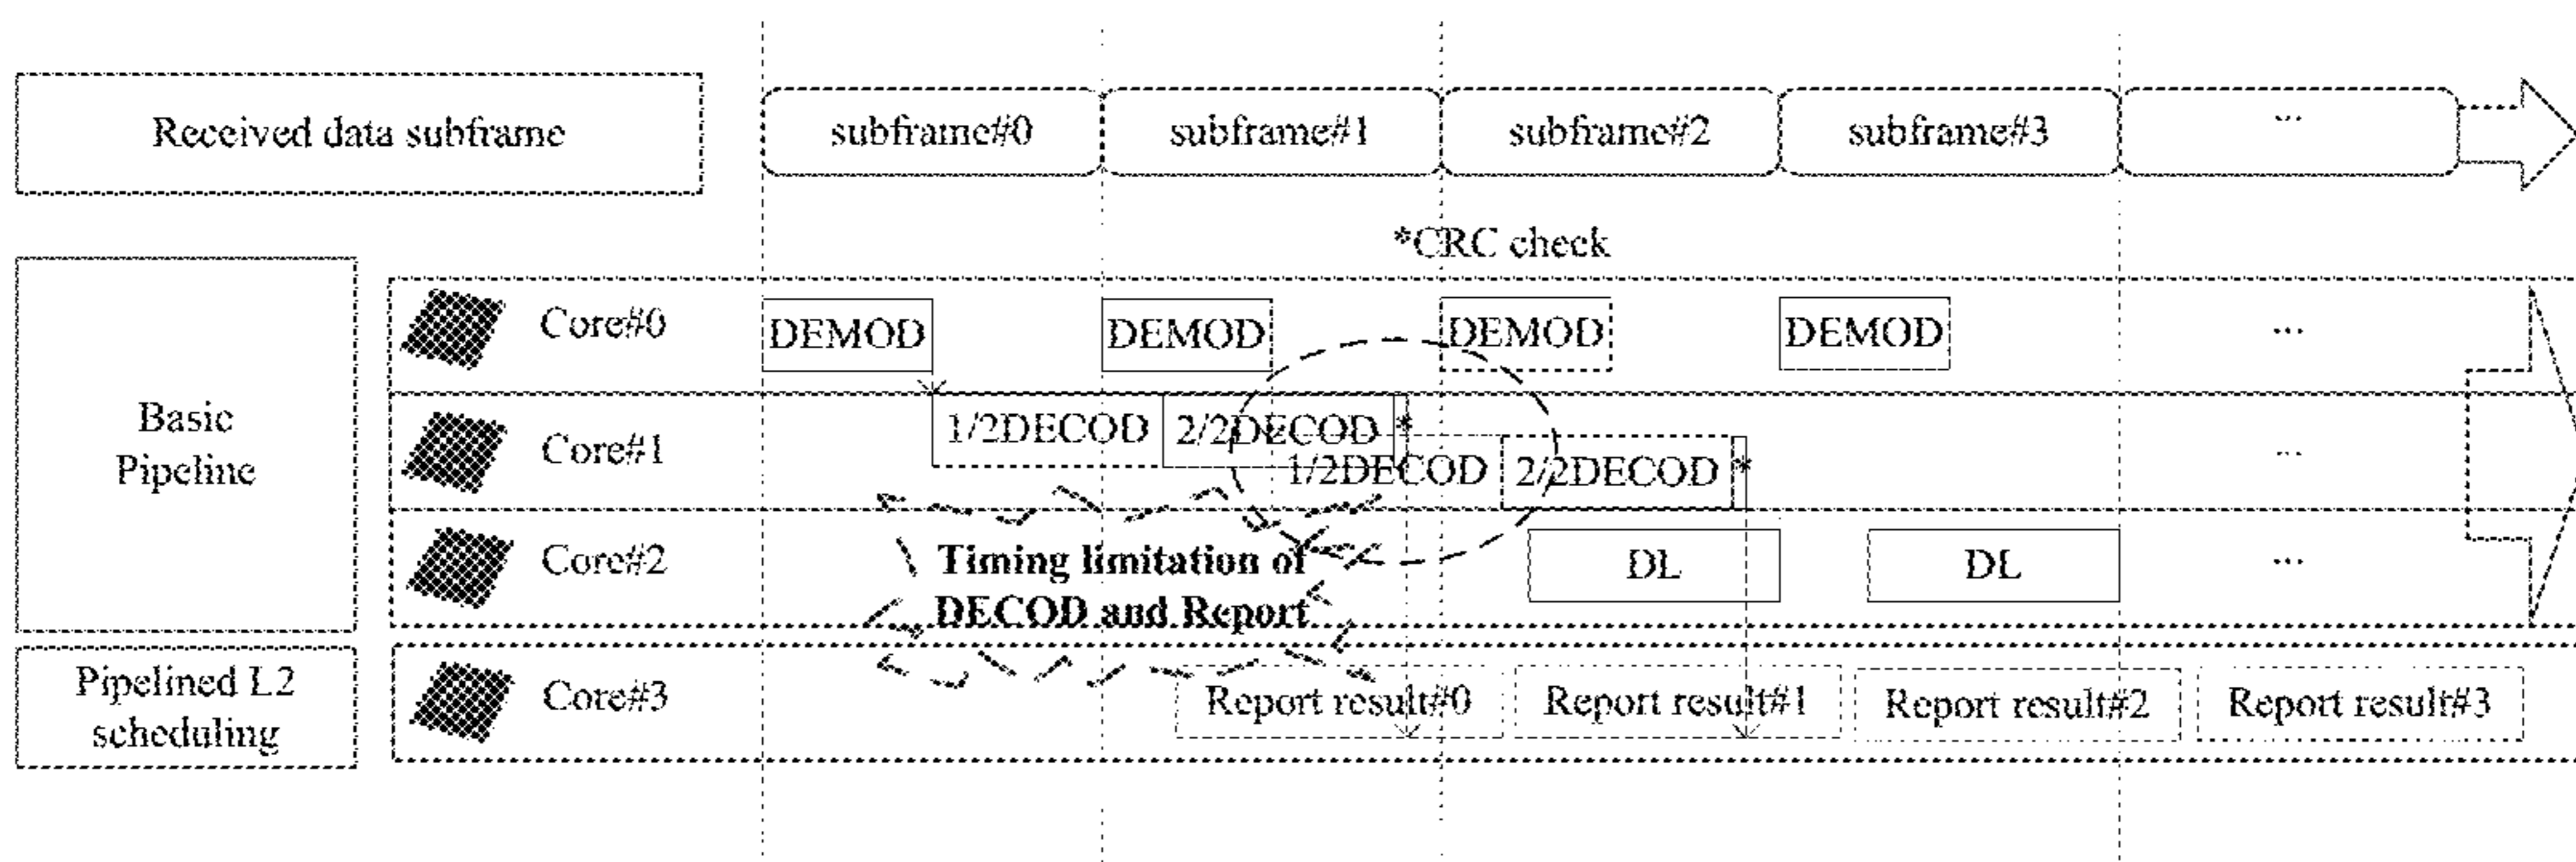 Received data subframe
subframe#0 subframe#1 subframe#2 subframe#3 ...
*CRC check
Basic
Pipeline
Core#0 DEMOD DEMOD DEMOD DEMOD ...
Core#1 1/2DECOD 2/2DECOD * ...
1/2DECOD 2/2DECOD *
Core#2 DL DL ...
Timing limitation of
DECOD and Report
Pipelined L2
scheduling
Core#3 Report result#0 Report result#1 Report result#2 Report result#3